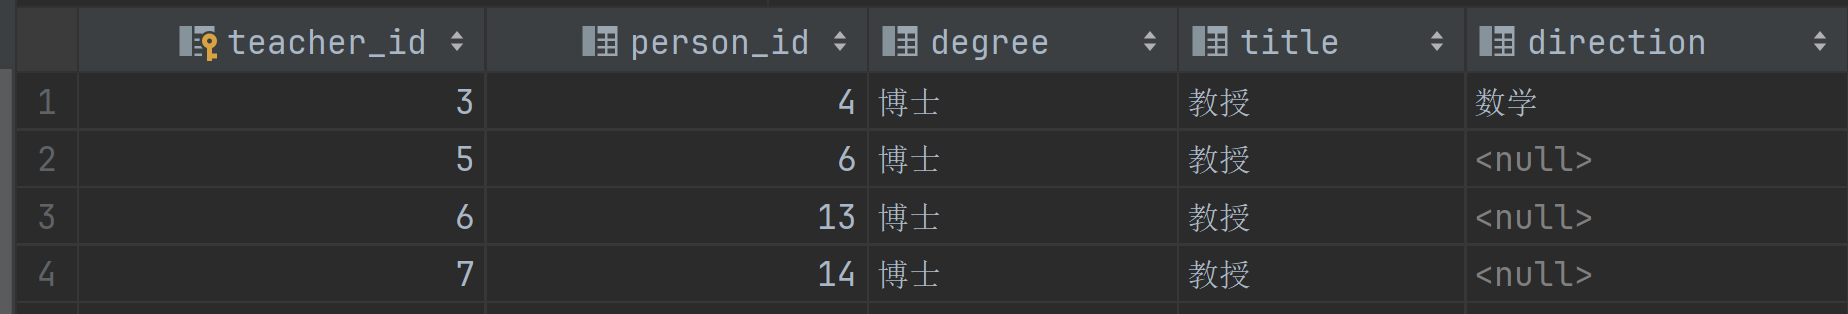 teacher_id person_id degree title direction
1 3 4 博士 教授 数学
2 5 6 博士 教授 <null>
3 6 13 博士 教授 <null>
4 7 14 博士 教授 <null>